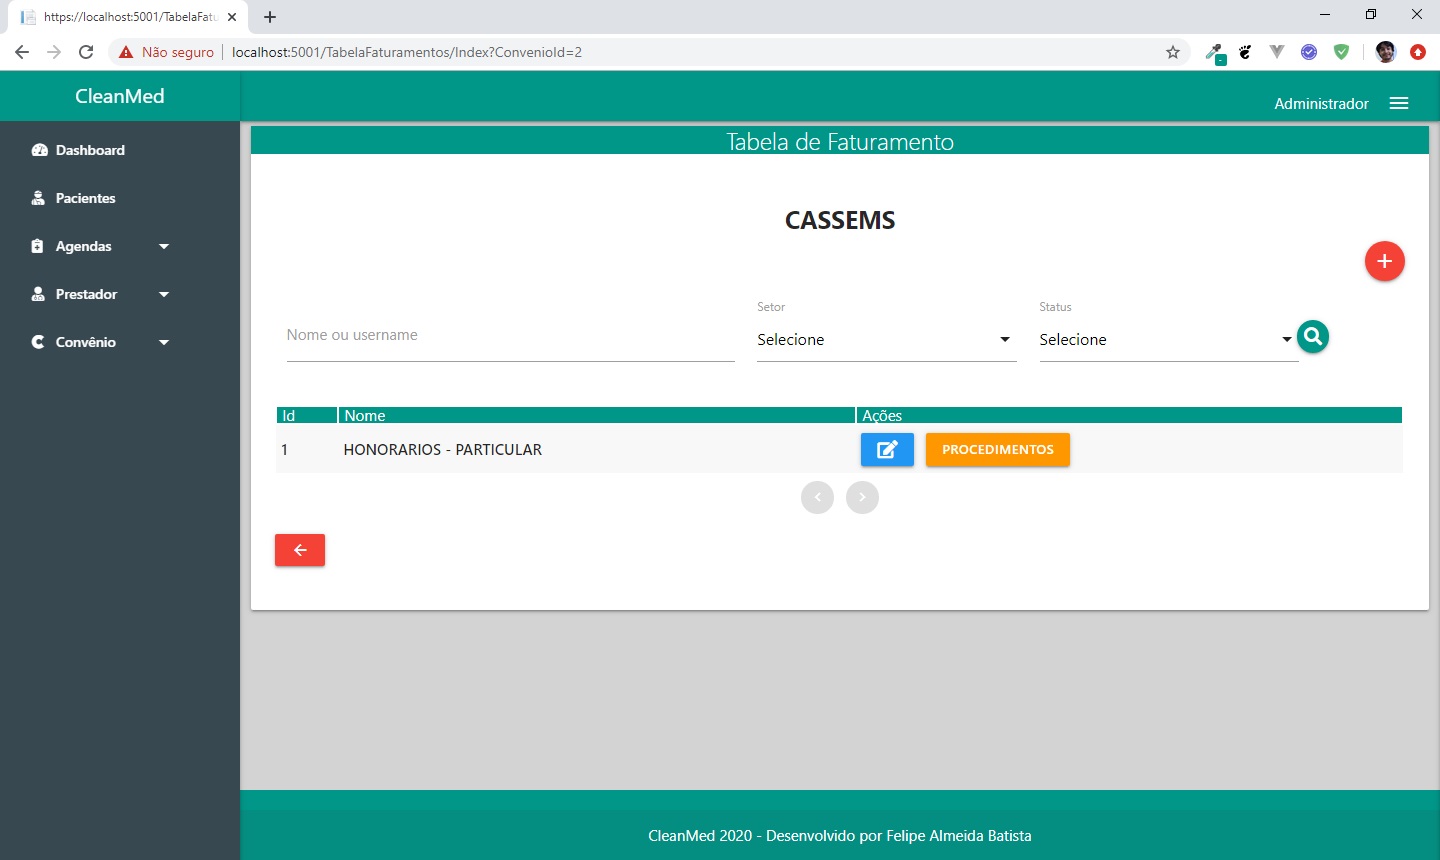 https://localhost:5001/TabelaFatu
Não seguro
localhost:5001/TabelaFaturamentos/Index?ConvenioId=2
CleanMed
Administrador
Dashboard
Pacientes
Agendas
Prestador
Convênio
Tabela de Faturamento
CASSEMS
Nome ou username
Setor
Selecione
Status
Selecione
Id Nome Ações
1 HONORARIOS - PARTICULAR PROCEDIMENTOS
CleanMed 2020 - Desenvolvido por Felipe Almeida Batista